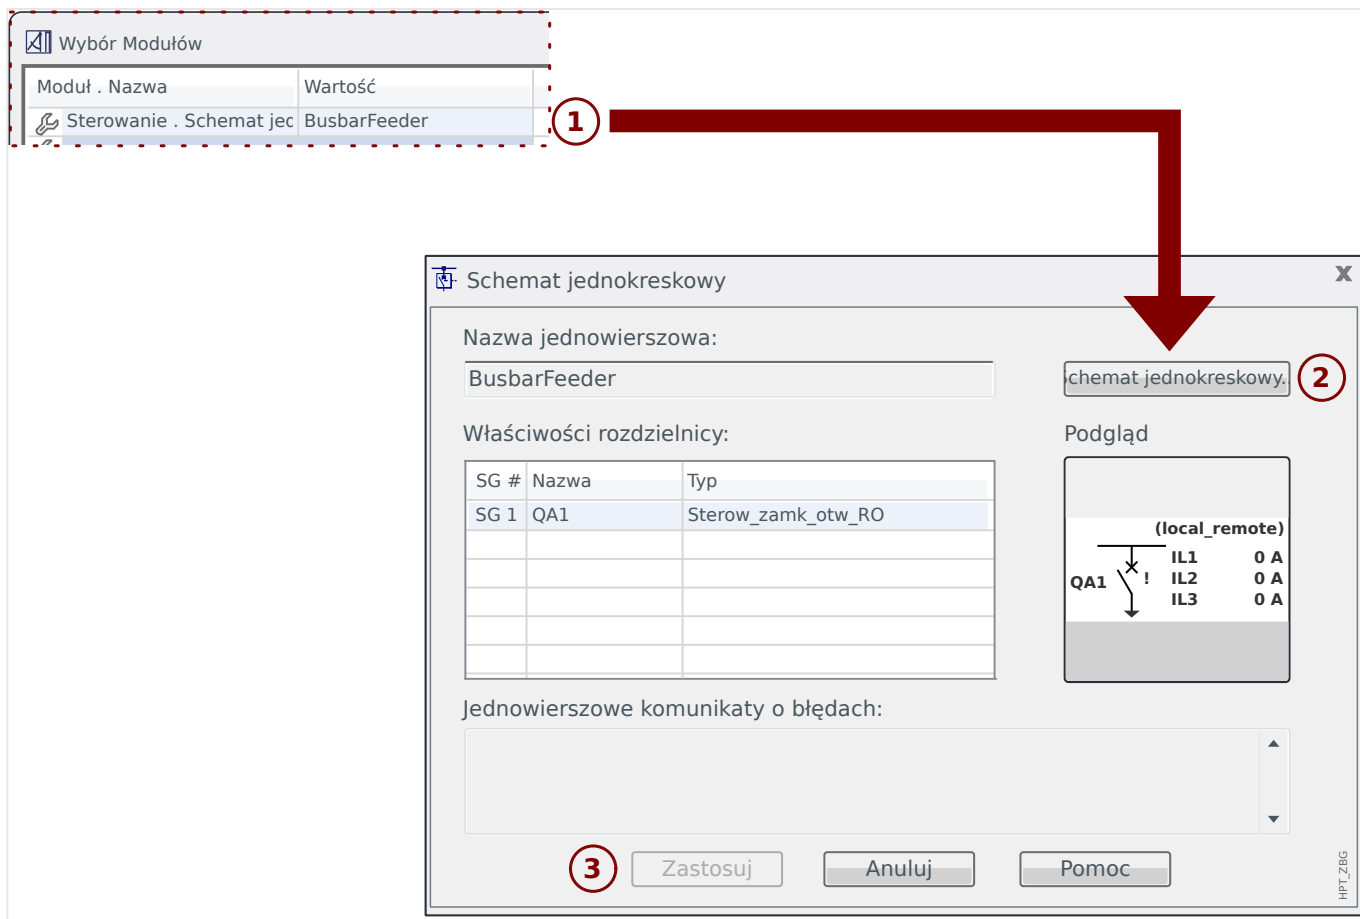 Wybór Modułów
Moduł . Nazwa Wartość
Sterowanie . Schemat jed BusbarFeeder
1
Schemat jednokreskowy X
Nazwa jednowierszowa:
BusbarFeeder
Schemat jednokreskowy.. 2
Właściwości rozdzielnicy: Podgląd
SG # Nazwa Typ
SG 1 QA1 Sterow_zamk_otw_RO
(local_remote)
IL1 0 A
QA1 ! IL2 0 A
IL3 0 A
Jednowierszowe komunikaty o błędach:
3 Zastosuj Anuluj Pomoc
HPT_ZBG